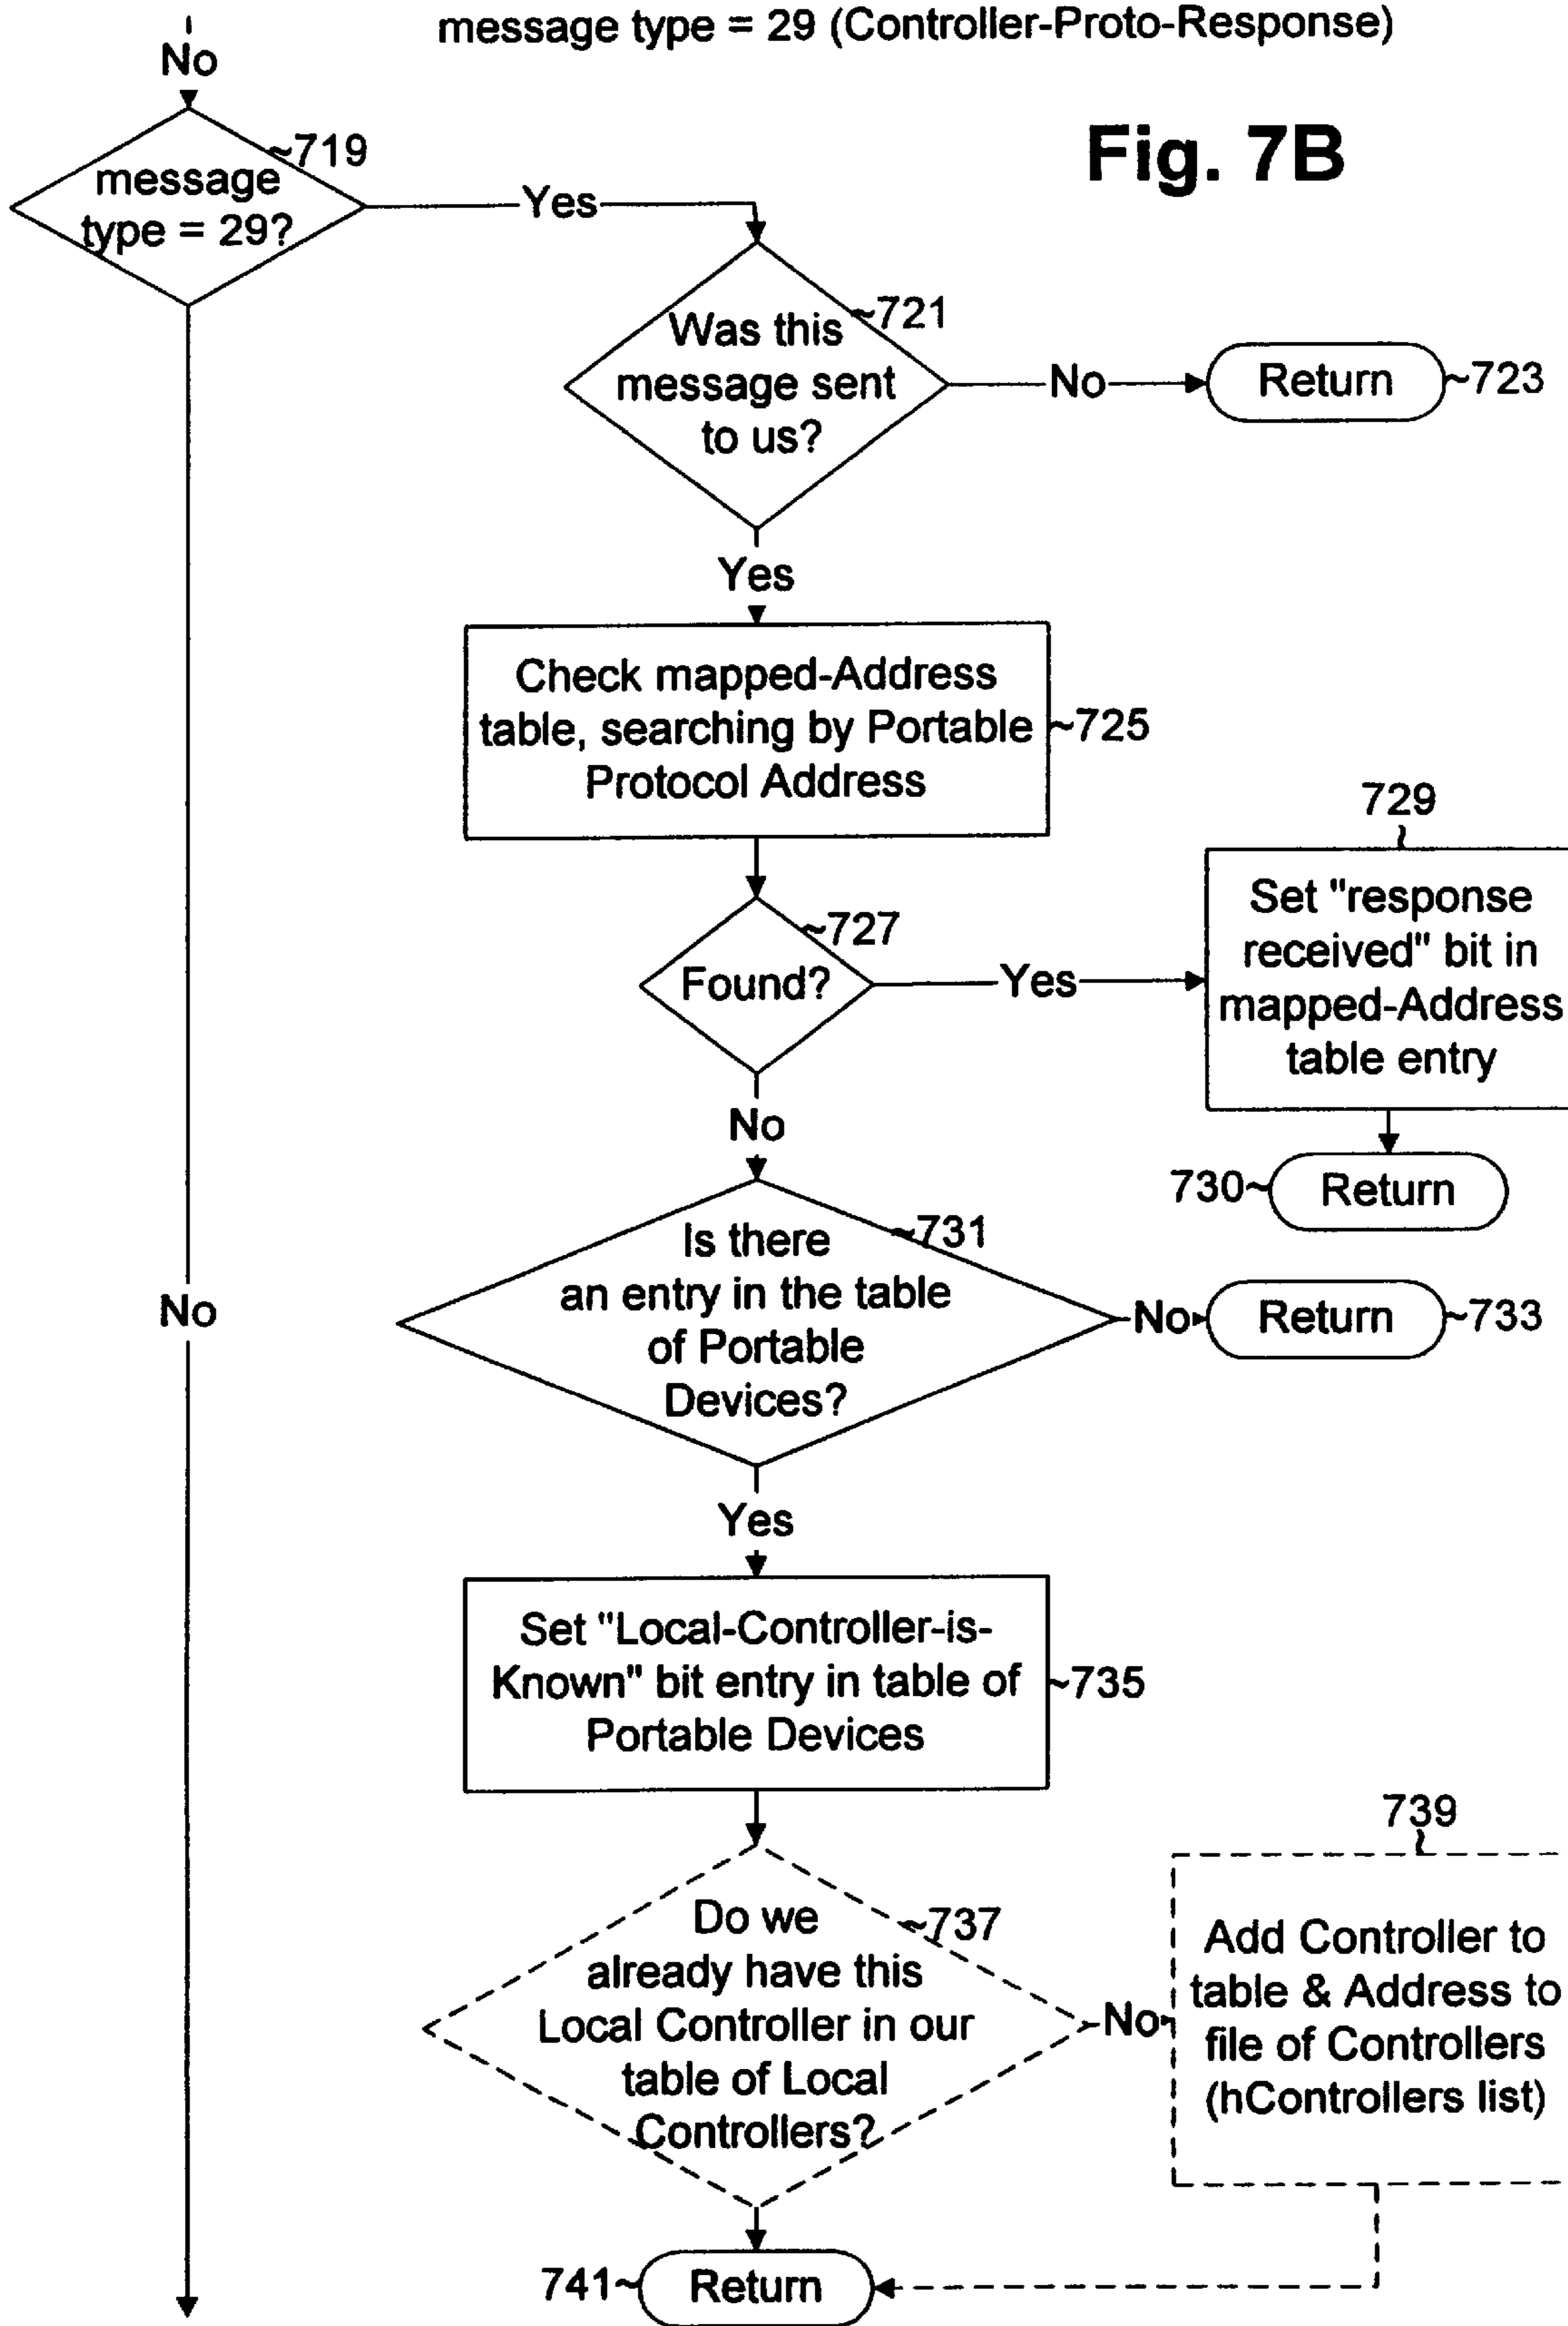 message type = 29 (Controller-Proto-Response)
No
Fig. 7B
~719
message
type = 29?
Yes
~721
Was this
message sent
to us?
No
Return
~723
Yes
Check mapped-Address
table, searching by Portable
Protocol Address
~725
729
Set "response
received" bit in
mapped-Address
table entry
~727
Found?
Yes
No
730~
Return
~731
Is there
an entry in the table
of Portable
Devices?
No
No
Return
~733
Yes
Set "Local-Controller-is-
Known" bit entry in table of
Portable Devices
~735
739
~737
Do we
already have this
Local Controller in our
table of Local
Controllers?
No
Add Controller to
table & Address to
file of Controllers
(hControllers list)
741~
Return